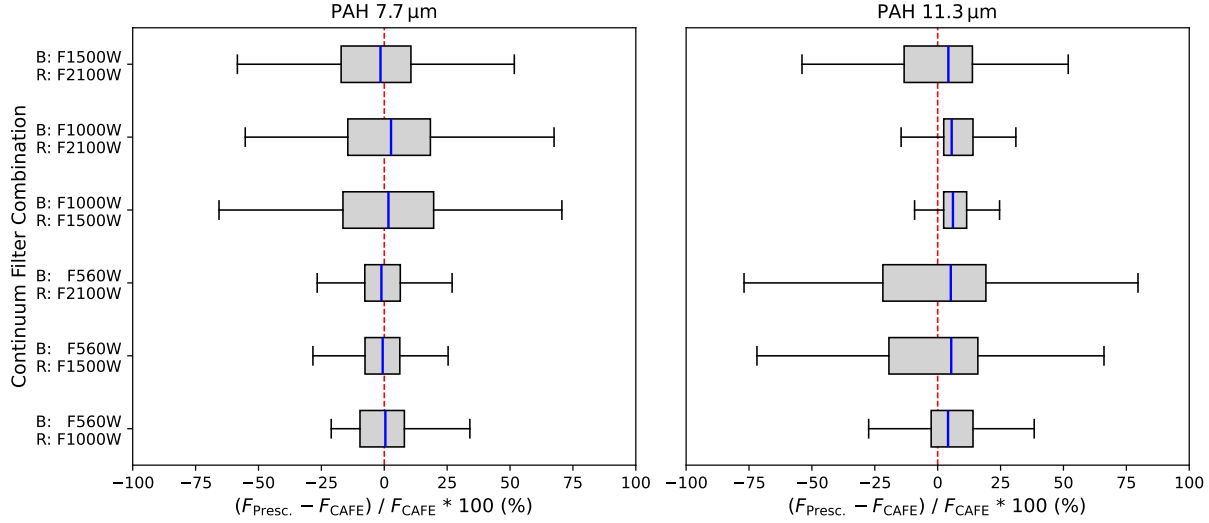 PAH 7.7 μm
PAH 11.3 μm
Continuum Filter Combination
B: F1500W
R: F2100W
B: F1000W
R: F2100W
B: F1000W
R: F1500W
B: F560W
R: F2100W
B: F560W
R: F1500W
B: F560W
R: F1000W
−100 −75 −50 −25 0 25 50 75 100
−100 −75 −50 −25 0 25 50 75 100
(F_Presc. − F_CAFE) / F_CAFE * 100 (%)
(F_Presc. − F_CAFE) / F_CAFE * 100 (%)